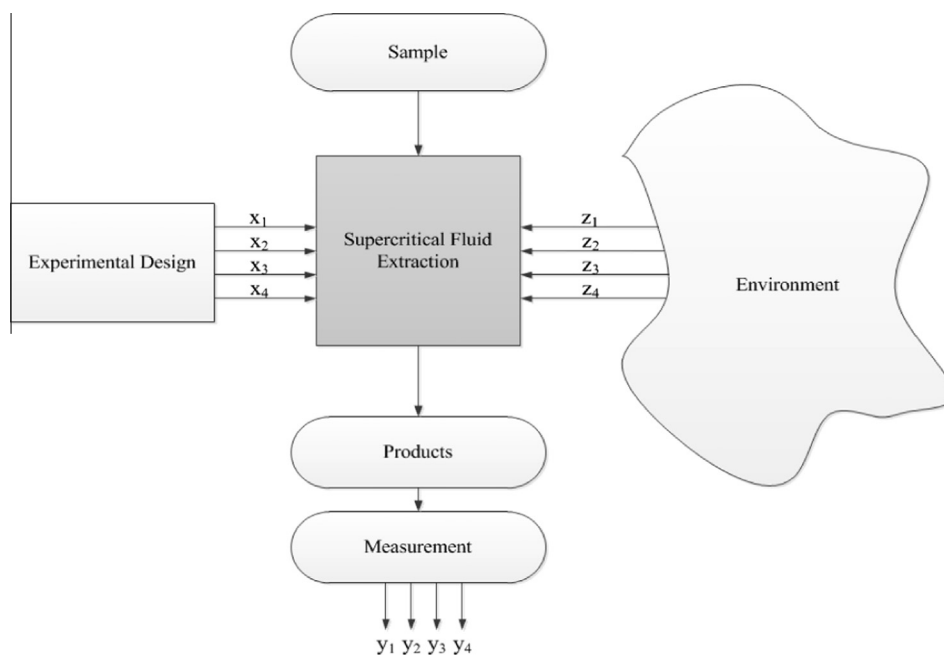 Sample
Experimental Design
x₁
x₂
x₃
x₄
Supercritical Fluid
Extraction
z₁
z₂
z₃
z₄
Environment
Products
Measurement
y₁ y₂ y₃ y₄